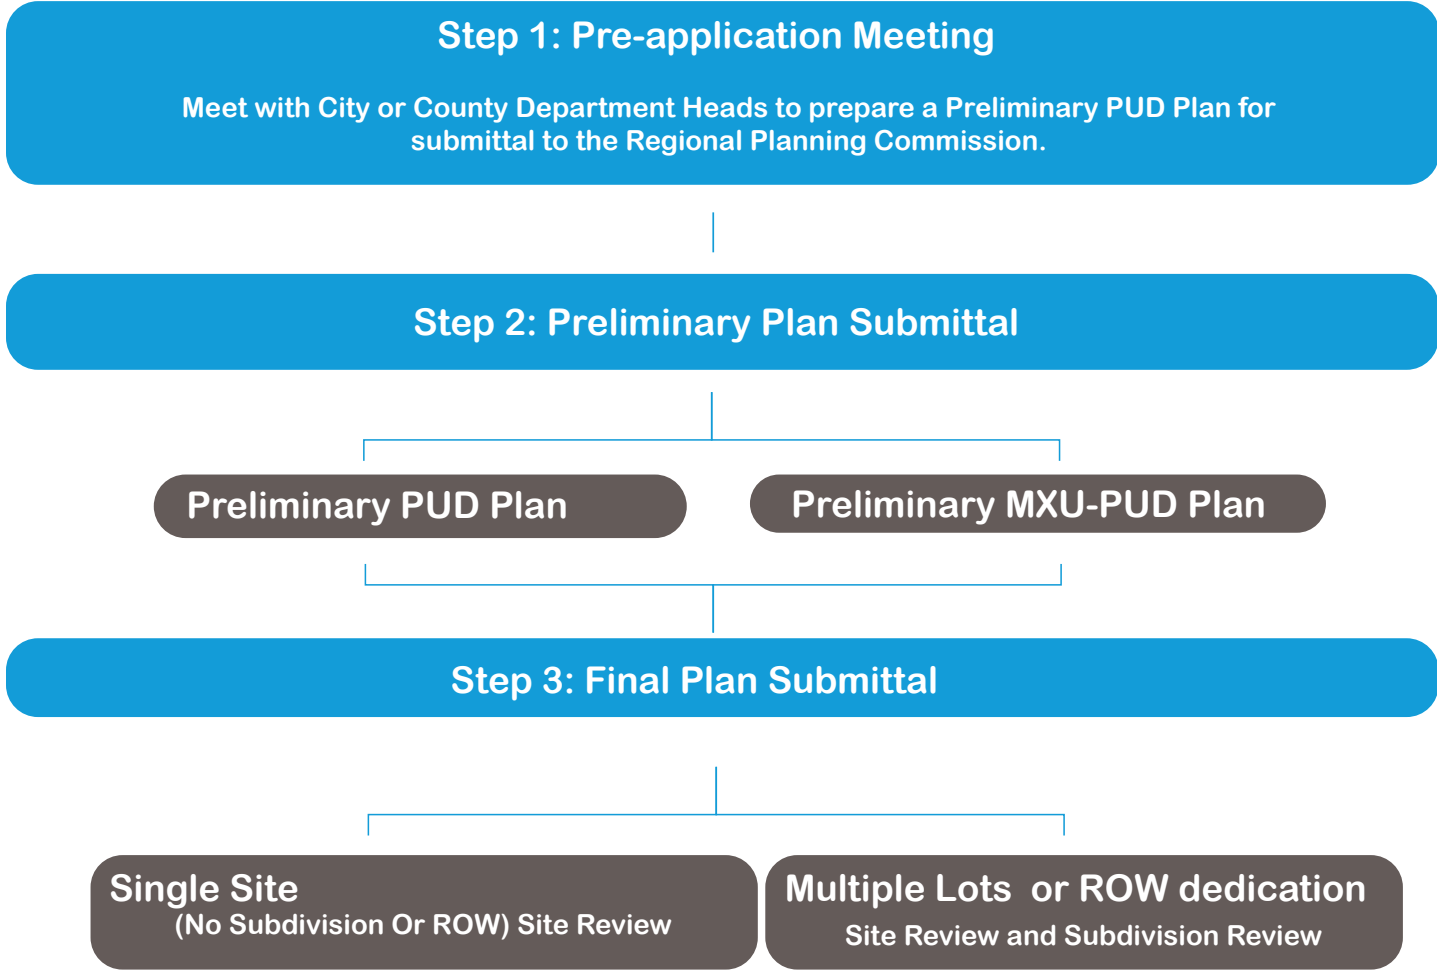 Step 1: Pre-application Meeting
Meet with City or County Department Heads to prepare a Preliminary PUD Plan for
submittal to the Regional Planning Commission.
Step 2: Preliminary Plan Submittal
Preliminary PUD Plan
Preliminary MXU-PUD Plan
Step 3: Final Plan Submittal
Single Site
(No Subdivision Or ROW) Site Review
Multiple Lots or ROW dedication
Site Review and Subdivision Review